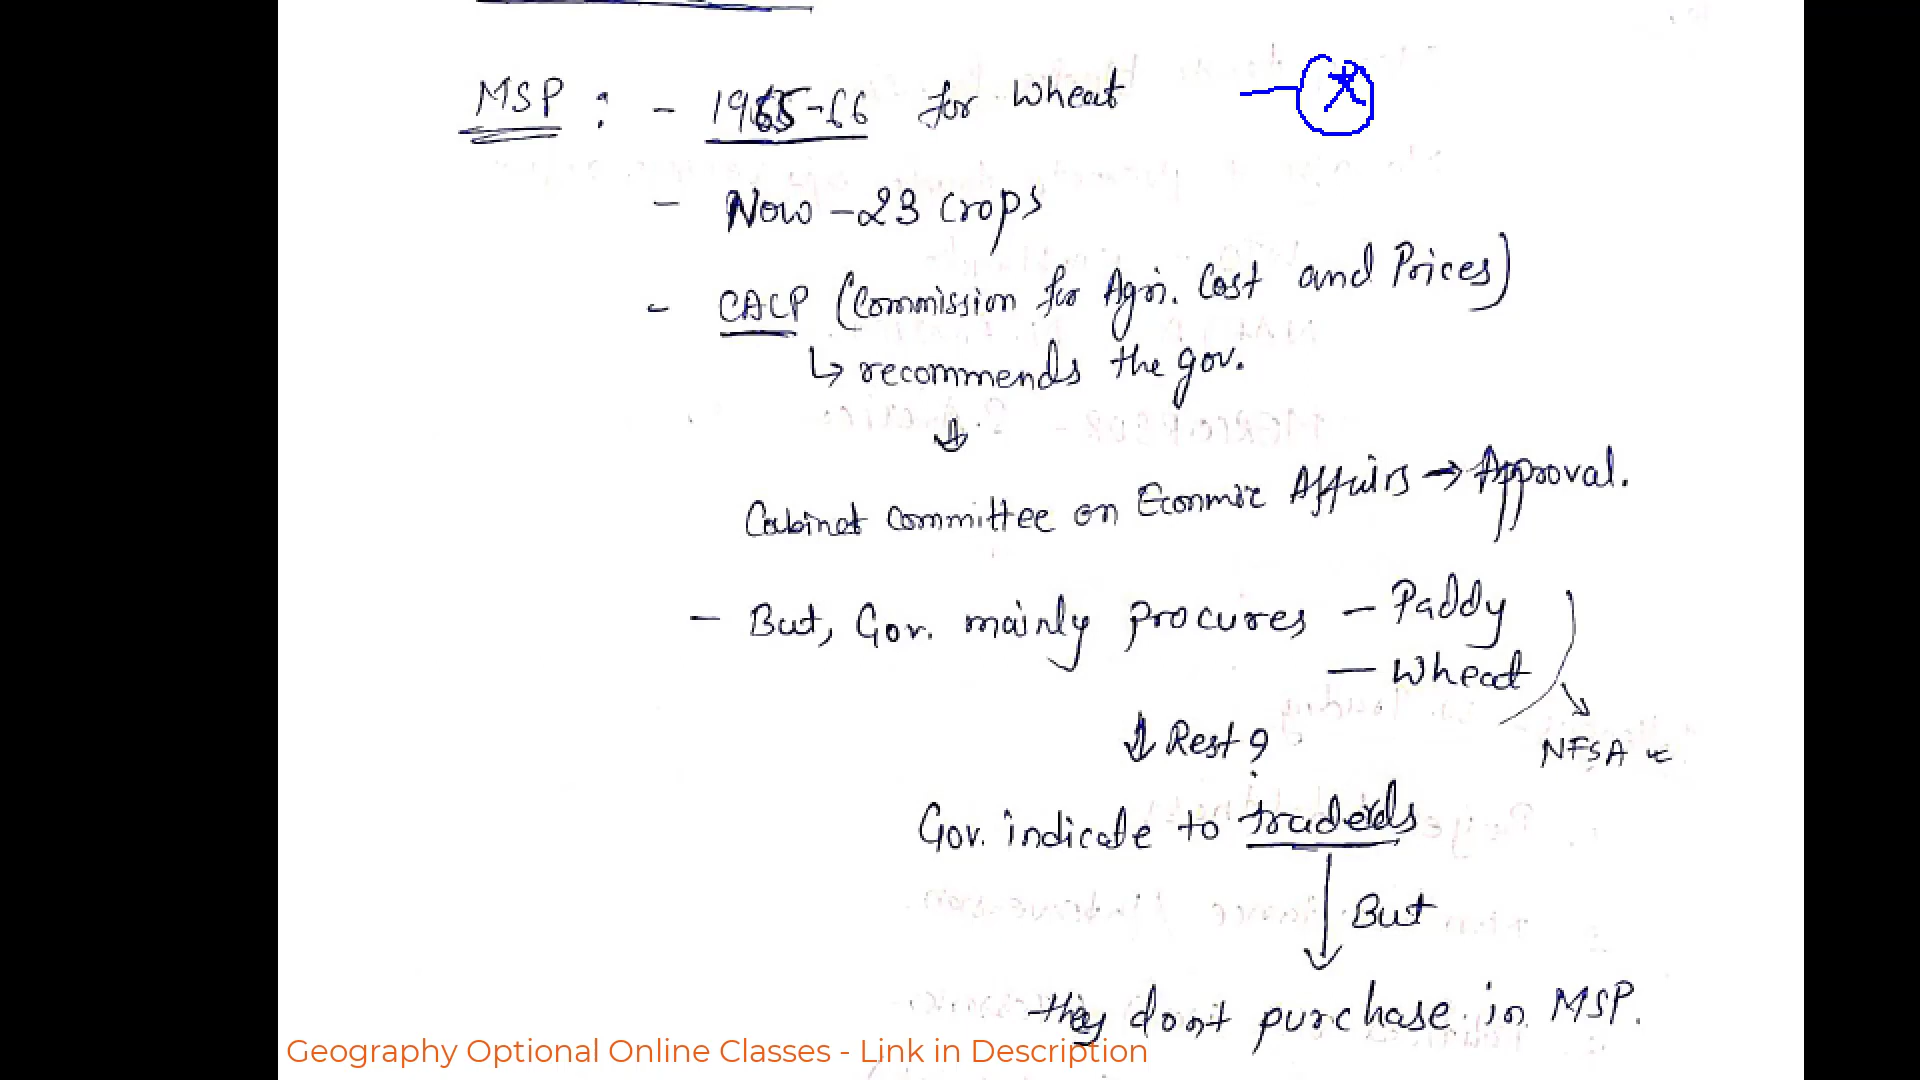 MSP : - 1965-66 for Wheat
- Now - 23 crops
- CACP (Commission for Agri. Cost and Prices)
↳ recommends the gov.
↓
Cabinet Committee on Econmic Affairs → Approval.
- But, Gov. mainly procures - Paddy
- Wheat
↓ Rest ?
NFSA
Gov. indicate to traders
↓ But
they dont purchase in MSP.
Geography Optional Online Classes - Link in Description